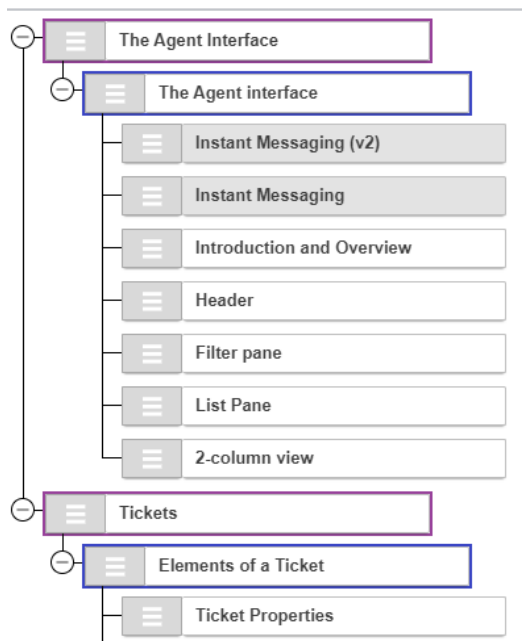 The Agent Interface
The Agent interface
Instant Messaging (v2)
Instant Messaging
Introduction and Overview
Header
Filter pane
List Pane
2-column view
Tickets
Elements of a Ticket
Ticket Properties